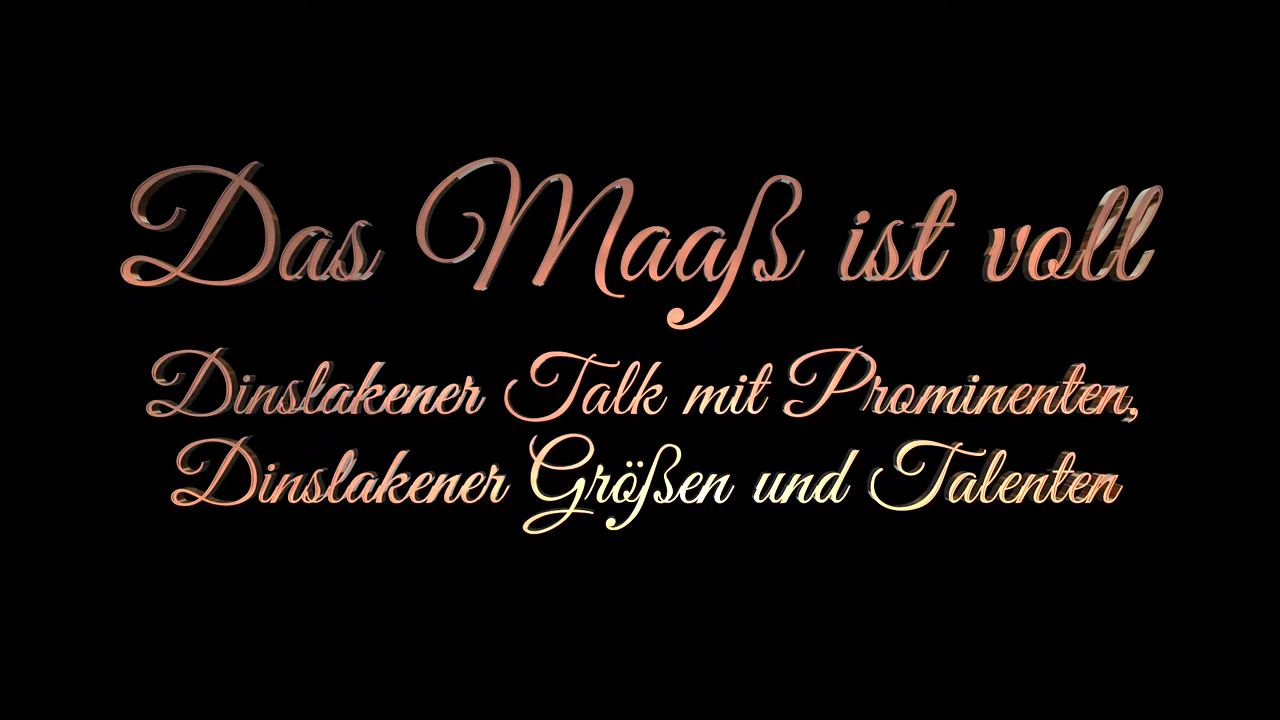 Das Maaß ist voll
Dinslakener Talk mit Prominenten,
Dinslakener Größen und Talenten